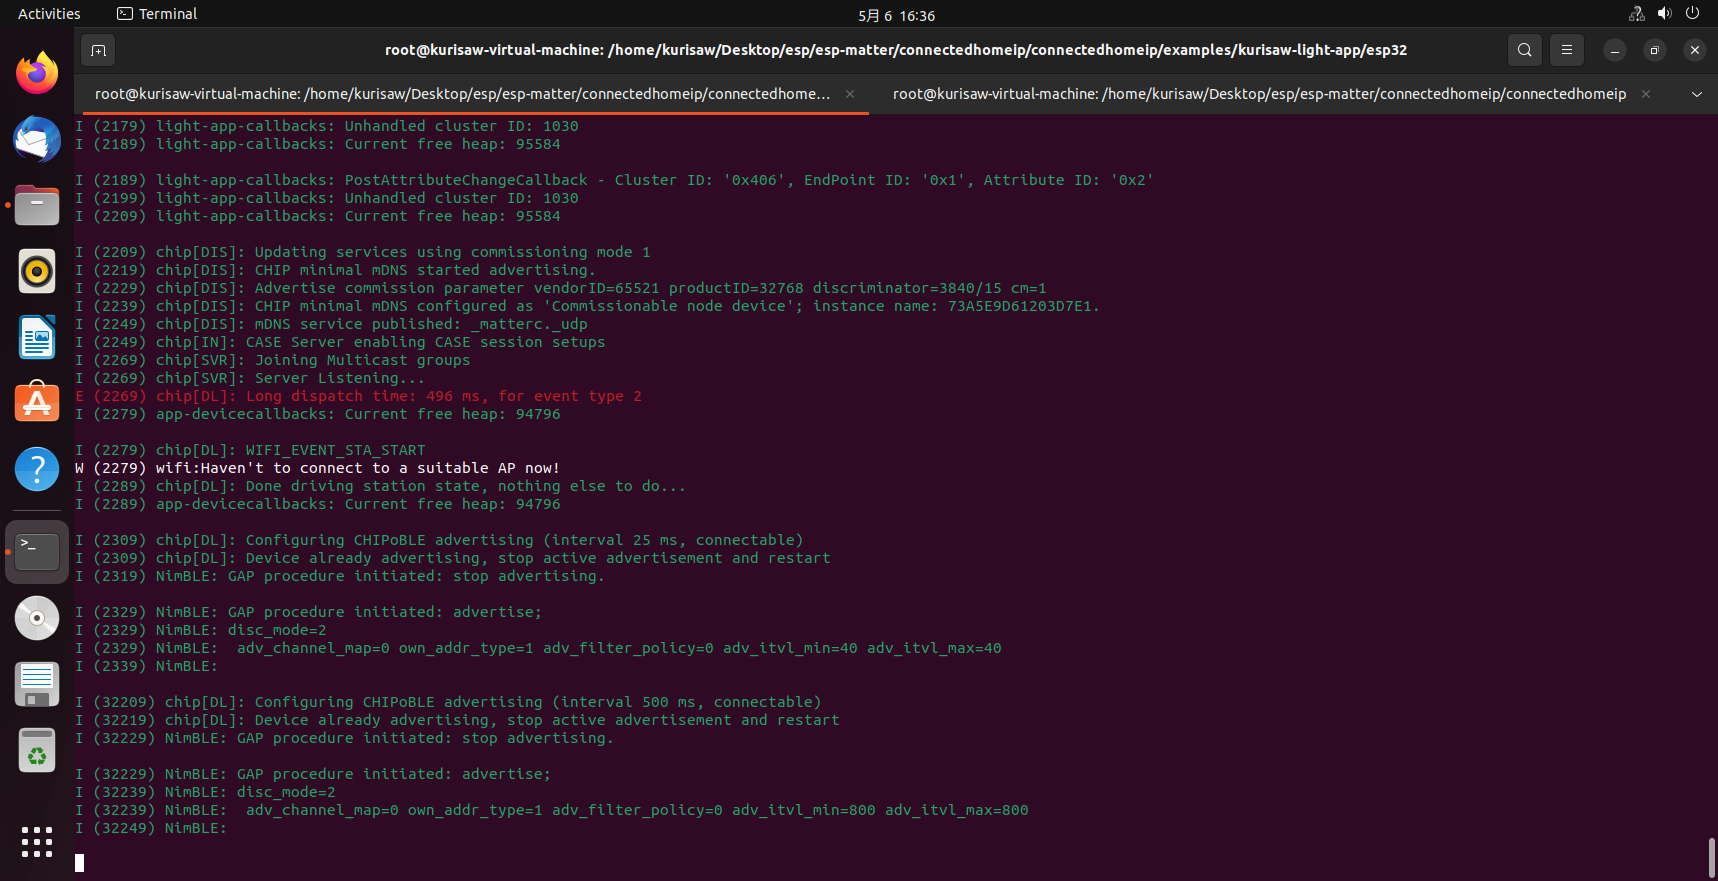 Activities
Terminal
5月 6 16:36
root@kurisaw-virtual-machine: /home/kurisaw/Desktop/esp/esp-matter/connectedhomeip/connectedhomeip/examples/kurisaw-light-app/esp32
root@kurisaw-virtual-machine: /home/kurisaw/Desktop/esp/esp-matter/connectedhomeip/connectedhome...
root@kurisaw-virtual-machine: /home/kurisaw/Desktop/esp/esp-matter/connectedhomeip/connectedhomeip
I (2179) light-app-callbacks: Unhandled cluster ID: 1030
I (2189) light-app-callbacks: Current free heap: 95584
I (2189) light-app-callbacks: PostAttributeChangeCallback - Cluster ID: '0x406', EndPoint ID: '0x1', Attribute ID: '0x2'
I (2199) light-app-callbacks: Unhandled cluster ID: 1030
I (2209) light-app-callbacks: Current free heap: 95584
I (2209) chip[DIS]: Updating services using commissioning mode 1
I (2219) chip[DIS]: CHIP minimal mDNS started advertising.
I (2229) chip[DIS]: Advertise commission parameter vendorID=65521 productID=32768 discriminator=3840/15 cm=1
I (2239) chip[DIS]: CHIP minimal mDNS configured as 'Commissionable node device'; instance name: 73A5E9D61203D7E1.
I (2249) chip[DIS]: mDNS service published: _matterc._udp
I (2249) chip[IN]: CASE Server enabling CASE session setups
I (2269) chip[SVR]: Joining Multicast groups
I (2269) chip[SVR]: Server Listening...
E (2269) chip[DL]: Long dispatch time: 496 ms, for event type 2
I (2279) app-devicecallbacks: Current free heap: 94796
I (2279) chip[DL]: WIFI_EVENT_STA_START
W (2279) wifi:Haven't to connect to a suitable AP now!
I (2289) chip[DL]: Done driving station state, nothing else to do...
I (2289) app-devicecallbacks: Current free heap: 94796
I (2309) chip[DL]: Configuring CHIPoBLE advertising (interval 25 ms, connectable)
I (2309) chip[DL]: Device already advertising, stop active advertisement and restart
I (2319) NimBLE: GAP procedure initiated: stop advertising.
I (2329) NimBLE: GAP procedure initiated: advertise;
I (2329) NimBLE: disc_mode=2
I (2329) NimBLE:  adv_channel_map=0 own_addr_type=1 adv_filter_policy=0 adv_itvl_min=40 adv_itvl_max=40
I (2339) NimBLE:
I (32209) chip[DL]: Configuring CHIPoBLE advertising (interval 500 ms, connectable)
I (32219) chip[DL]: Device already advertising, stop active advertisement and restart
I (32229) NimBLE: GAP procedure initiated: stop advertising.
I (32229) NimBLE: GAP procedure initiated: advertise;
I (32239) NimBLE: disc_mode=2
I (32239) NimBLE:  adv_channel_map=0 own_addr_type=1 adv_filter_policy=0 adv_itvl_min=800 adv_itvl_max=800
I (32249) NimBLE: